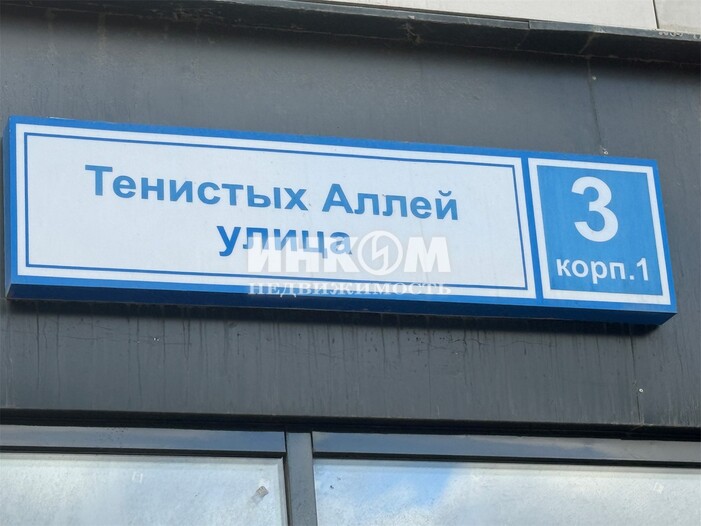 Тенистых Аллей
улица
3
корп.1
ИНКОМ
НЕДВИЖИМОСТЬ